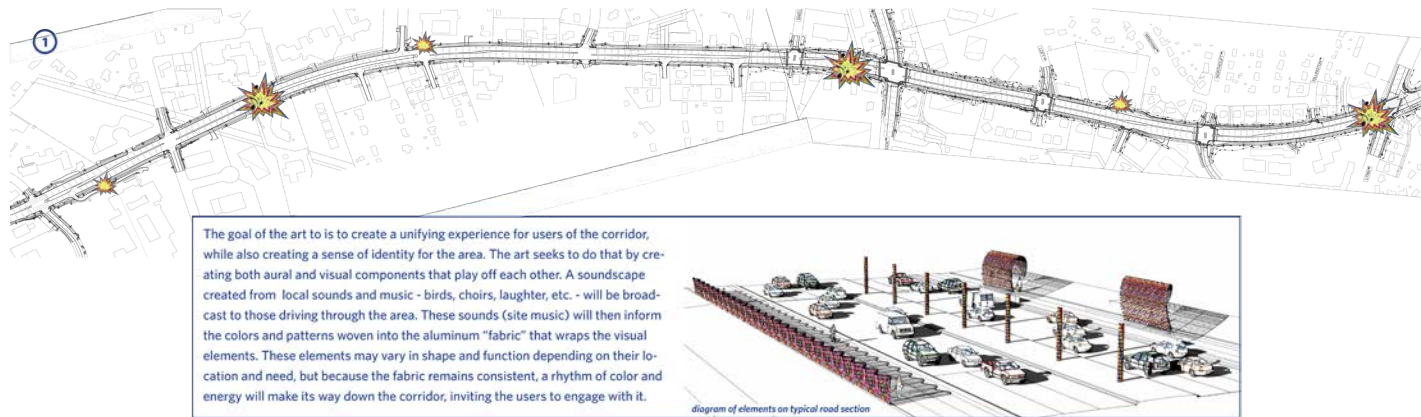 1
The goal of the art to is to create a unifying experience for users of the corridor,
while also creating a sense of identity for the area. The art seeks to do that by cre-
ating both aural and visual components that play off each other. A soundscape
created from local sounds and music - birds, choirs, laughter, etc. - will be broad-
cast to those driving through the area. These sounds (site music) will then inform
the colors and patterns woven into the aluminum “fabric” that wraps the visual
elements. These elements may vary in shape and function depending on their lo-
cation and need, but because the fabric remains consistent, a rhythm of color and
energy will make its way down the corridor, inviting the users to engage with it.
diagram of elements on typical road section